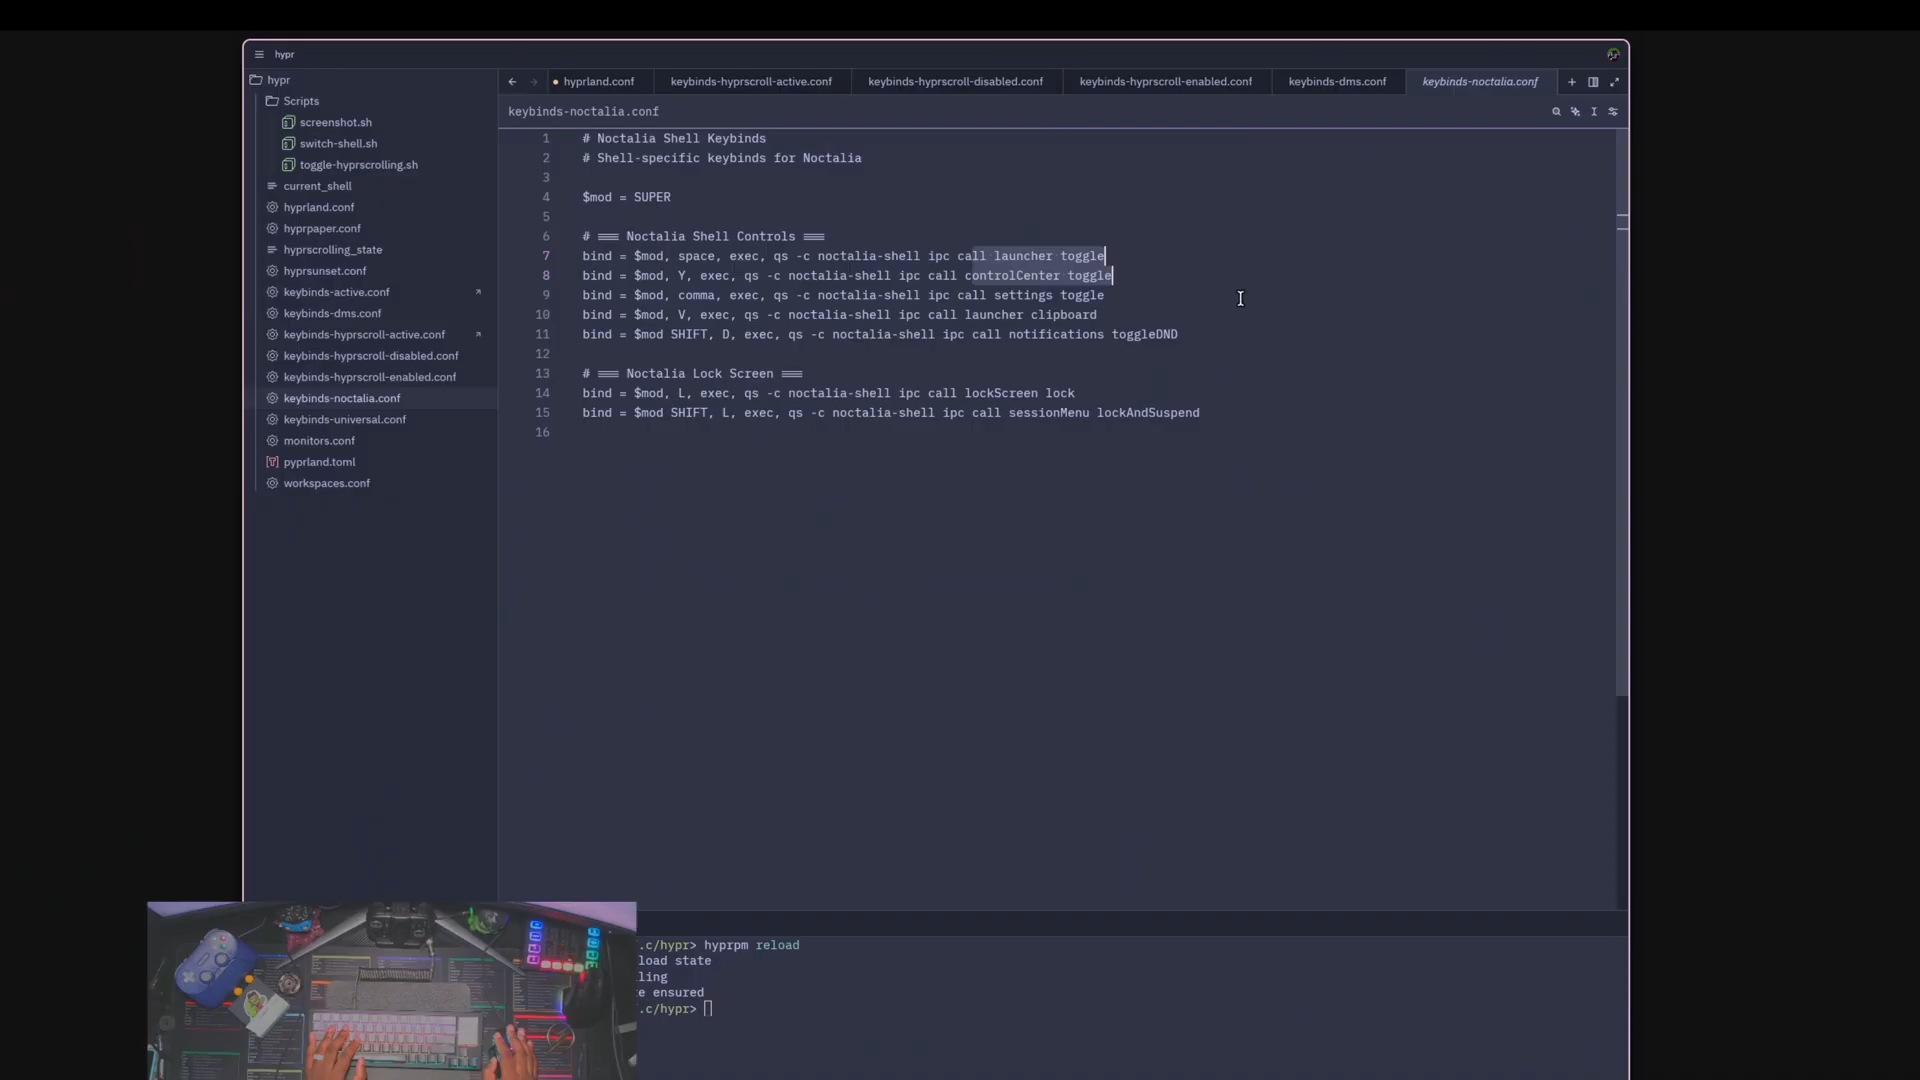 hypr
hypr
Scripts
screenshot.sh
switch-shell.sh
toggle-hyprscrolling.sh
current_shell
hyprland.conf
hyprpaper.conf
hyprscrolling_state
hyprsunset.conf
keybinds-active.conf
keybinds-dms.conf
keybinds-hyprscroll-active.conf
keybinds-hyprscroll-disabled.conf
keybinds-hyprscroll-enabled.conf
keybinds-noctalia.conf
keybinds-universal.conf
monitors.conf
pyprland.toml
workspaces.conf
hyprland.conf keybinds-hyprscroll-active.conf keybinds-hyprscroll-disabled.conf keybinds-hyprscroll-enabled.conf keybinds-dms.conf keybinds-noctalia.conf
keybinds-noctalia.conf
1 # Noctalia Shell Keybinds
2 # Shell-specific keybinds for Noctalia
3
4 $mod = SUPER
5
6 # === Noctalia Shell Controls ===
7 bind = $mod, space, exec, qs -c noctalia-shell ipc call launcher toggle
8 bind = $mod, Y, exec, qs -c noctalia-shell ipc call controlCenter toggle
9 bind = $mod, comma, exec, qs -c noctalia-shell ipc call settings toggle
10 bind = $mod, V, exec, qs -c noctalia-shell ipc call launcher clipboard
11 bind = $mod SHIFT, D, exec, qs -c noctalia-shell ipc call notifications toggleDND
12
13 # === Noctalia Lock Screen ===
14 bind = $mod, L, exec, qs -c noctalia-shell ipc call lockScreen lock
15 bind = $mod SHIFT, L, exec, qs -c noctalia-shell ipc call sessionMenu lockAndSuspend
16
.c/hypr> hyprpm reload
load state
ling
e ensured
.c/hypr>